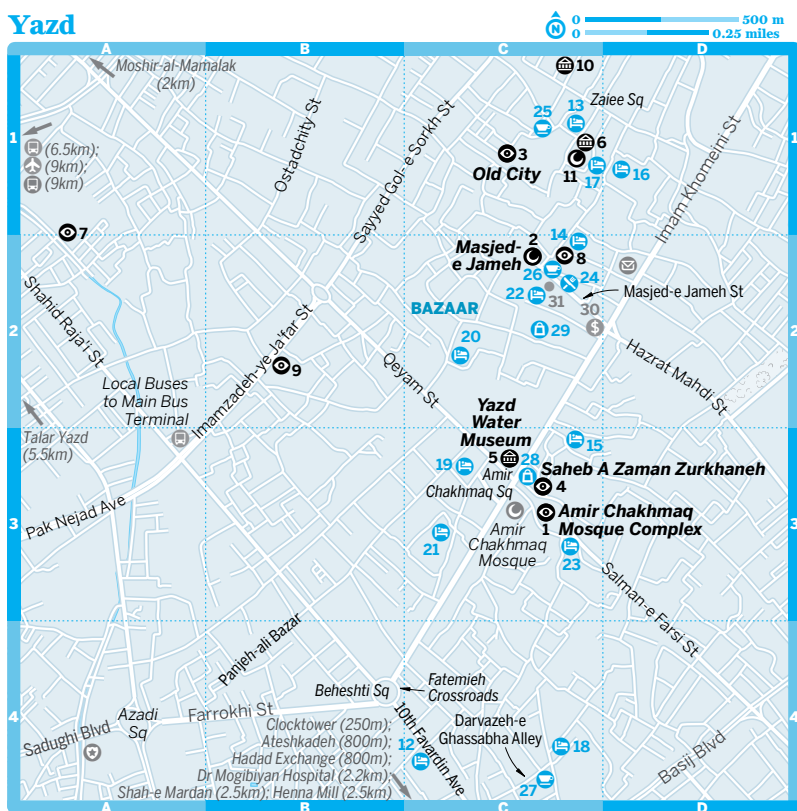 Yazd
N
0 500 m
0 0.25 miles
A B C D
1
2
3
4
1
2
3
4
A B C D
Moshir-al-Mamalak
(2km)
(6.5km);
(9km);
(9km)
Ostadchity St
Sayyed Gol- e Sorkh St
10
Zaiee Sq
13
25
6
3
Old City
11
17
16
Imam Khomeini St
7
14
2
8
Masjed-
e Jameh
26
24
22
31
Masjed-e Jameh St
30
$
BAZAAR
29
20
Shahid Raja'i St
Imamzadeh-ye Ja'far St
9
Qeyam St
Hazrat Mahdi St
Local Buses
to Main Bus
Terminal
Talar Yazd
(5.5km)
Yazd
Water
Museum
15
5
28
19
Amir
Chakhmaq Sq
Saheb A Zaman Zurkhaneh
4
Pak Nejad Ave
1
Amir Chakhmaq
Mosque Complex
Amir
Chakhmaq
Mosque
21
23
Salman-e Farsi St
Panjeh-ali Bazar
Beheshti Sq
Fatemieh
Crossroads
Azadi
Sq
Farrokhi St
Sadughi Blvd
10th Favardin Ave
Darvazeh-e
Ghassabha Alley
Clocktower (250m);
Ateshkadeh (800m);
Hadad Exchange (800m);
Dr Mogibiyan Hospital (2.2km);
Shah-e Mardan (2.5km); Henna Mill (2.5km)
12
18
27
Basij Blvd